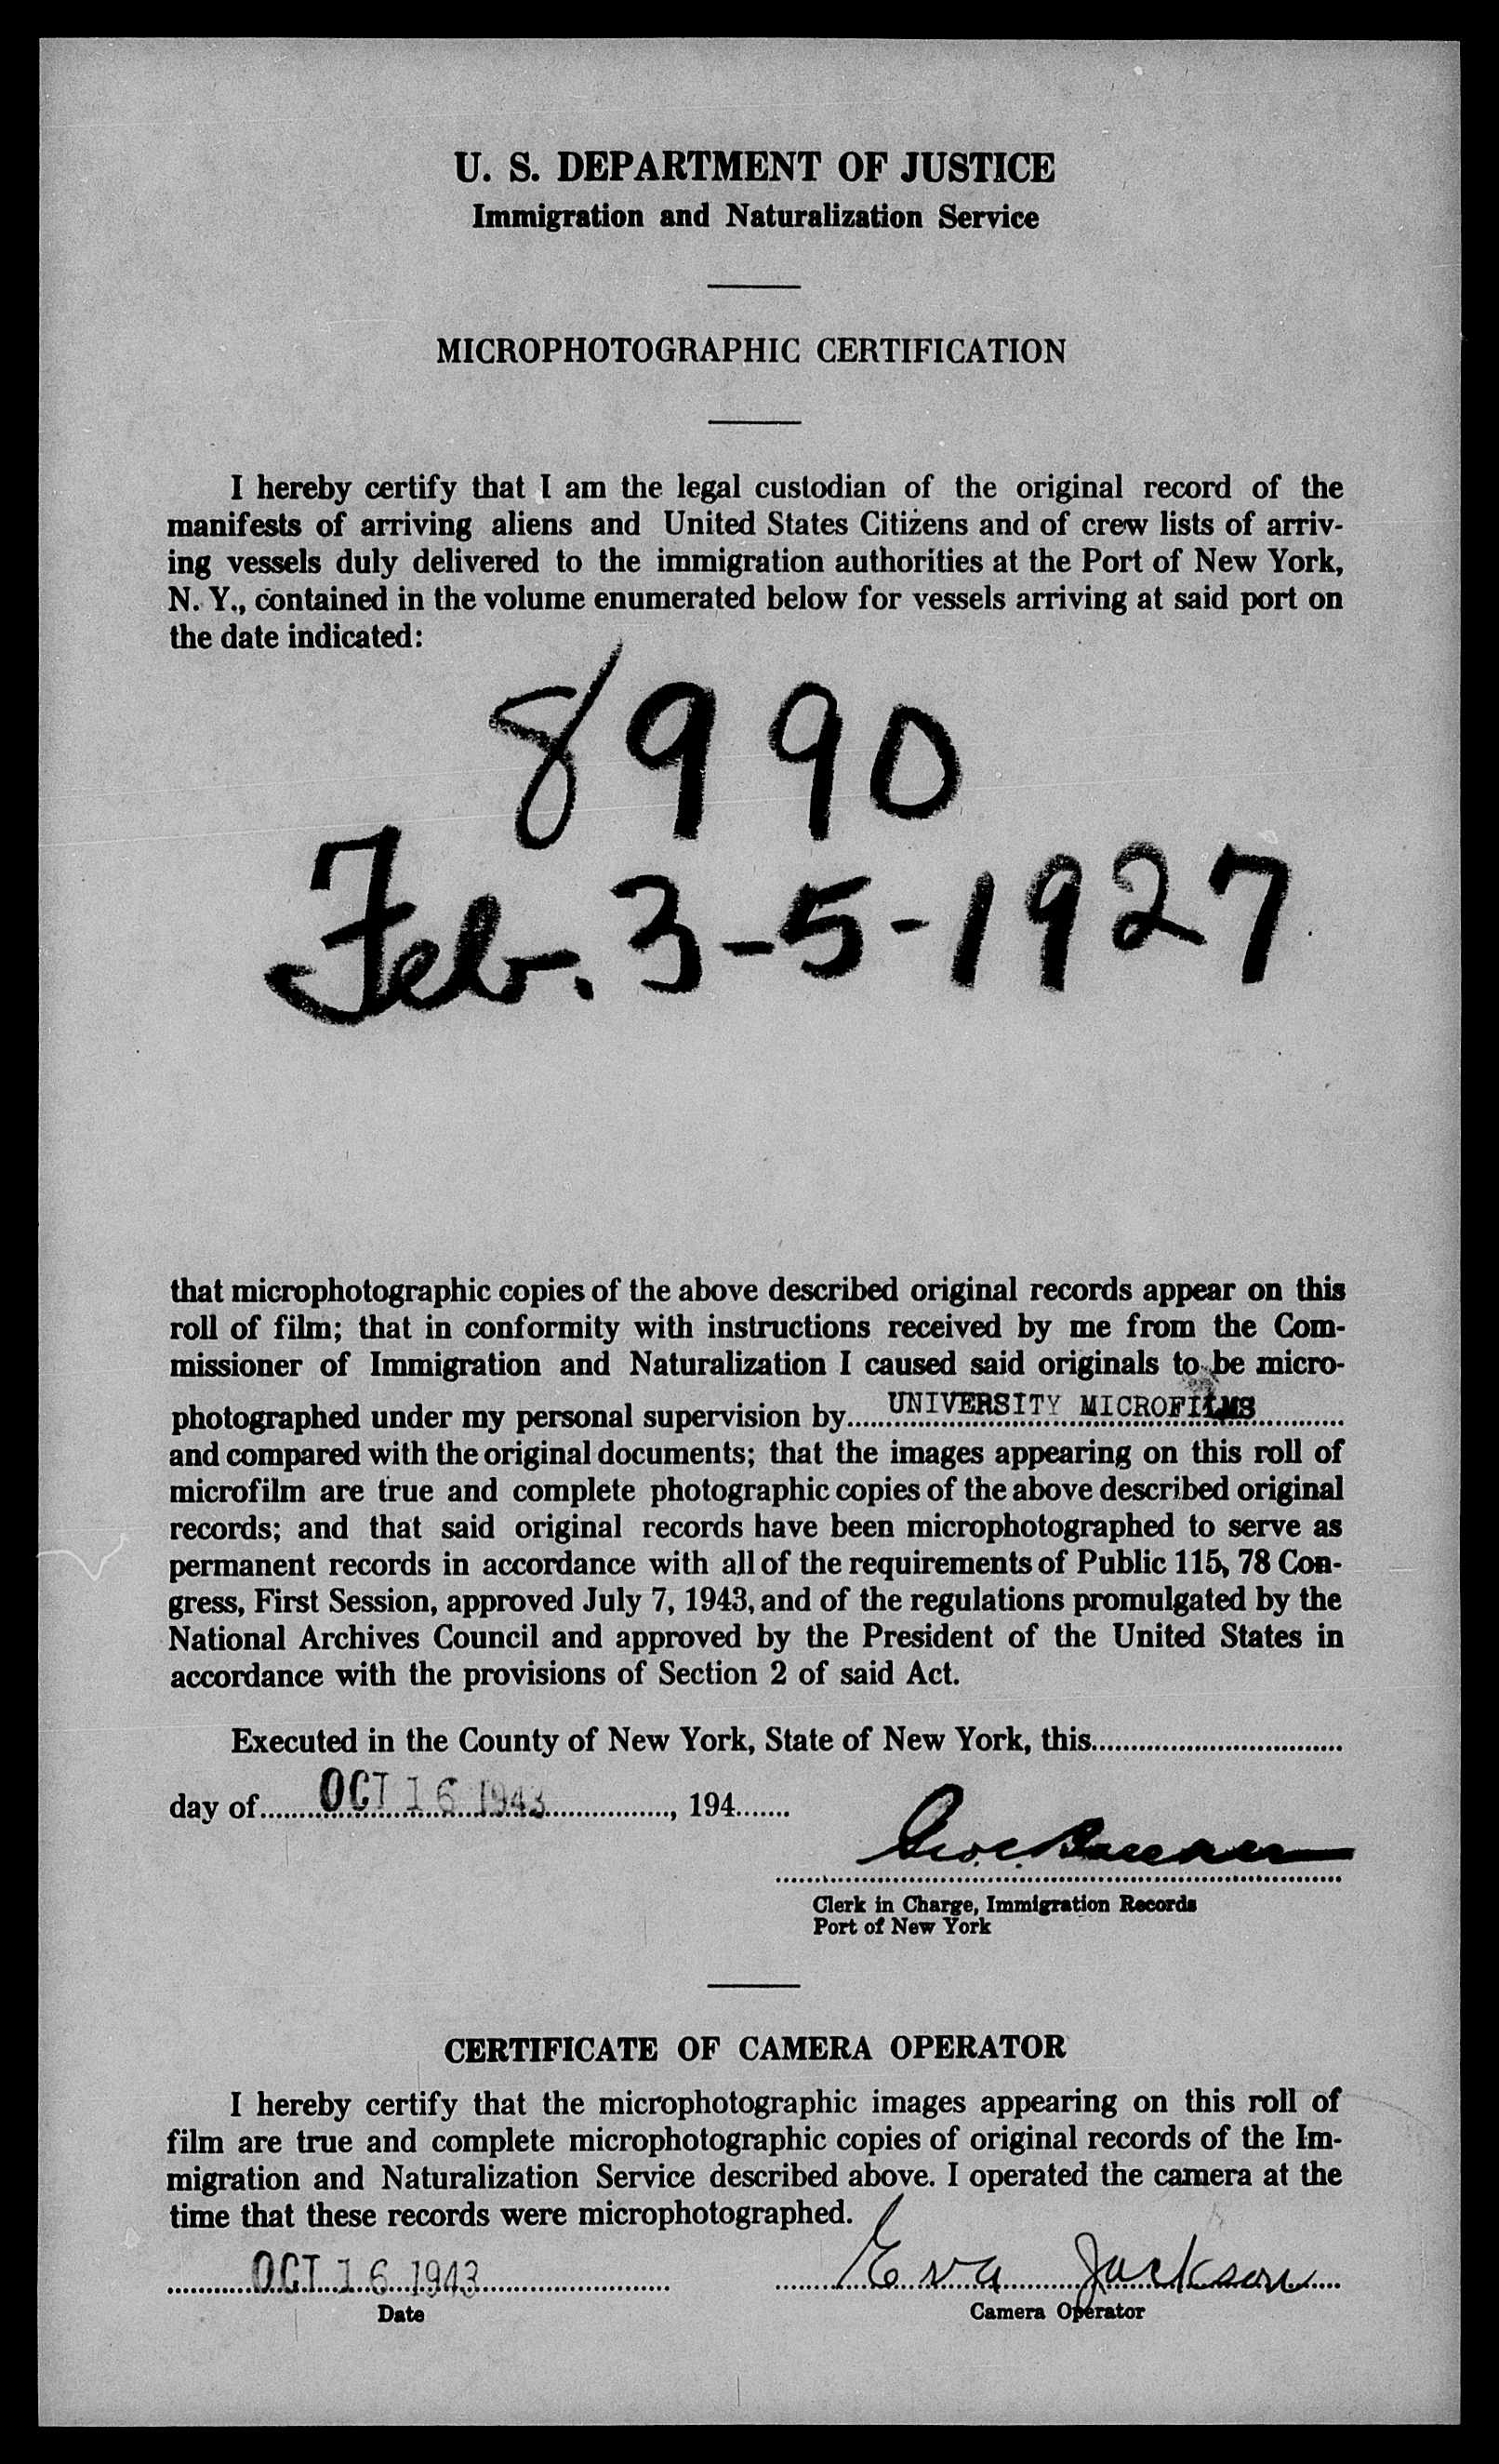 U. S. DEPARTMENT OF JUSTICE
Immigration and Naturalization Service
MICROPHOTOGRAPHIC CERTIFICATION
I hereby certify that I am the legal custodian of the original record of the
manifests of arriving aliens and United States Citizens and of crew lists of arriv-
ing vessels duly delivered to the immigration authorities at the Port of New York,
N. Y., contained in the volume enumerated below for vessels arriving at said port on
the date indicated:
8990
Feb. 3-5-1927
that microphotographic copies of the above described original records appear on this
roll of film; that in conformity with instructions received by me from the Com-
missioner of Immigration and Naturalization I caused said originals to be micro-
photographed under my personal supervision by UNIVERSITY MICROFILMS
and compared with the original documents; that the images appearing on this roll of
microfilm are true and complete photographic copies of the above described original
records; and that said original records have been microphotographed to serve as
permanent records in accordance with all of the requirements of Public 115, 78 Con-
gress, First Session, approved July 7, 1943, and of the regulations promulgated by the
National Archives Council and approved by the President of the United States in
accordance with the provisions of Section 2 of said Act.
Executed in the County of New York, State of New York, this
day of OCT 16 1943, 194
Clerk in Charge, Immigration Records
Port of New York
CERTIFICATE OF CAMERA OPERATOR
I hereby certify that the microphotographic images appearing on this roll of
film are true and complete microphotographic copies of original records of the Im-
migration and Naturalization Service described above. I operated the camera at the
time that these records were microphotographed.
OCT 16 1943 Eva Jackson
Date Camera Operator